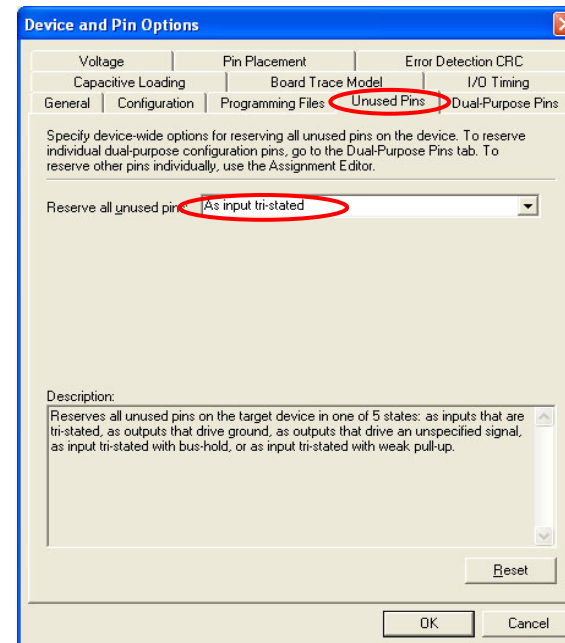 Device and Pin Options
Voltage Pin Placement Error Detection CRC
Capacitive Loading Board Trace Model I/O Timing
General Configuration Programming Files Unused Pins Dual-Purpose Pins
Specify device-wide options for reserving all unused pins on the device. To reserve
individual dual-purpose configuration pins, go to the Dual-Purpose Pins tab. To
reserve other pins individually, use the Assignment Editor.
Reserve all unused pins: As input tri-stated
Description:
Reserves all unused pins on the target device in one of 5 states: as inputs that are
tri-stated, as outputs that drive ground, as outputs that drive an unspecified signal,
as input tri-stated with bus-hold, or as input tri-stated with weak pull-up.
Reset
OK Cancel